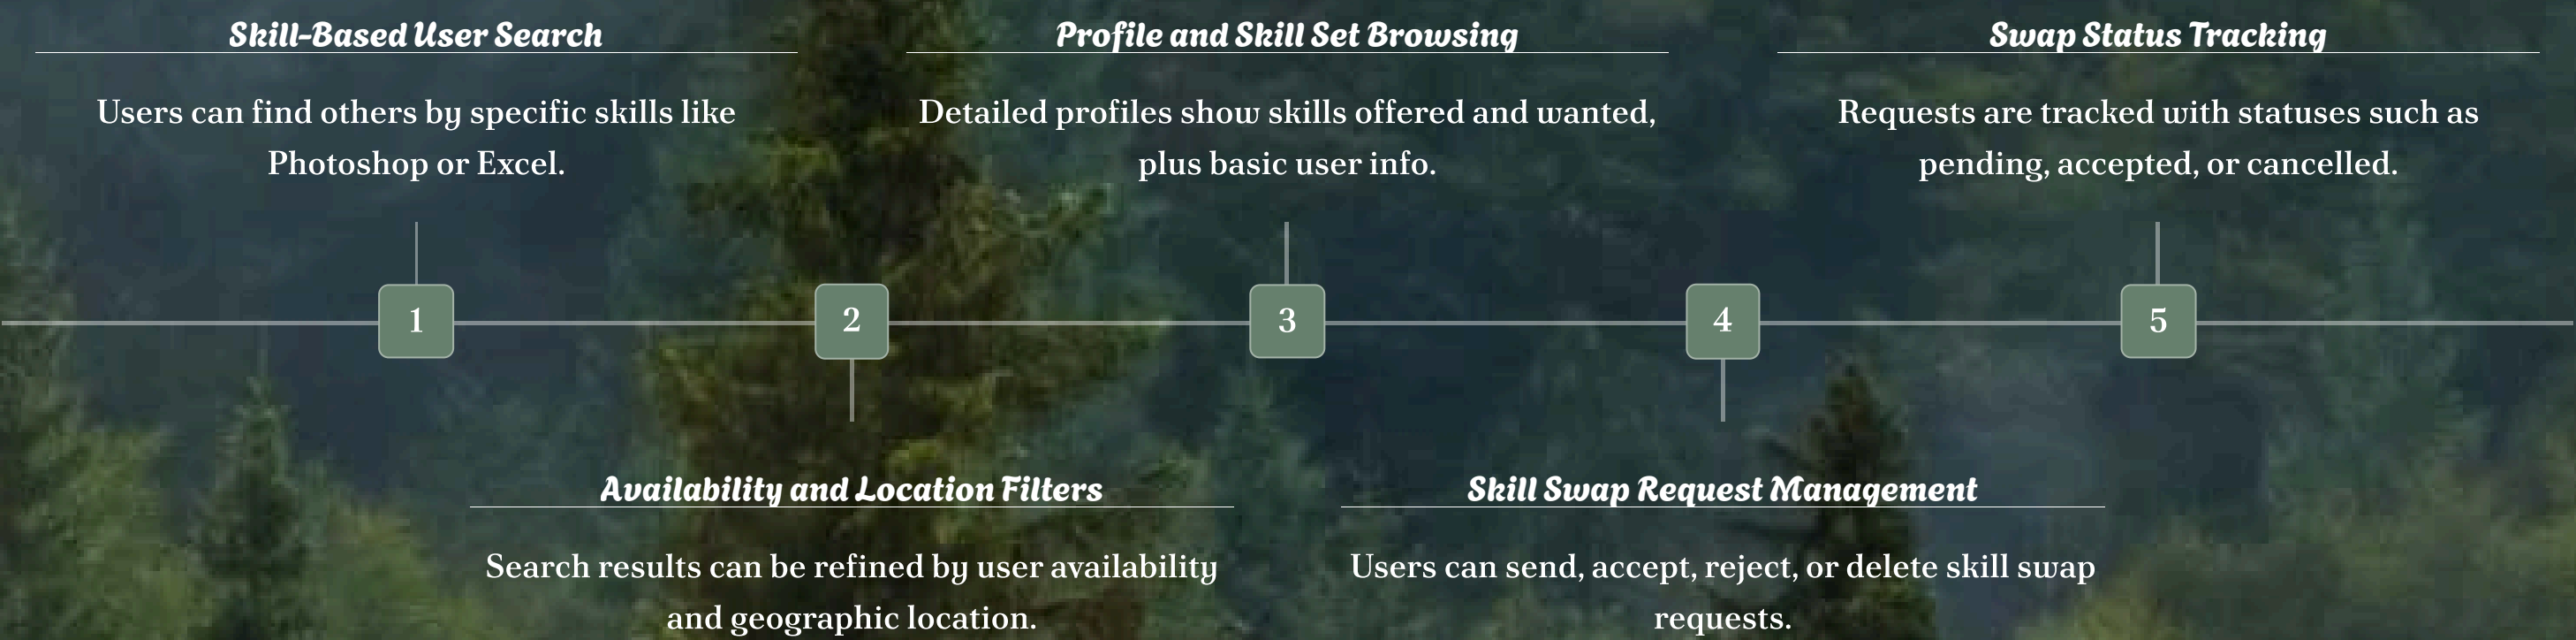 Skill-Based User Search
Users can find others by specific skills like
Photoshop or Excel.
Profile and Skill Set Browsing
Detailed profiles show skills offered and wanted,
plus basic user info.
Swap Status Tracking
Requests are tracked with statuses such as
pending, accepted, or cancelled.
1
2
3
4
5
Availability and Location Filters
Search results can be refined by user availability
and geographic location.
Skill Swap Request Management
Users can send, accept, reject, or delete skill swap
requests.